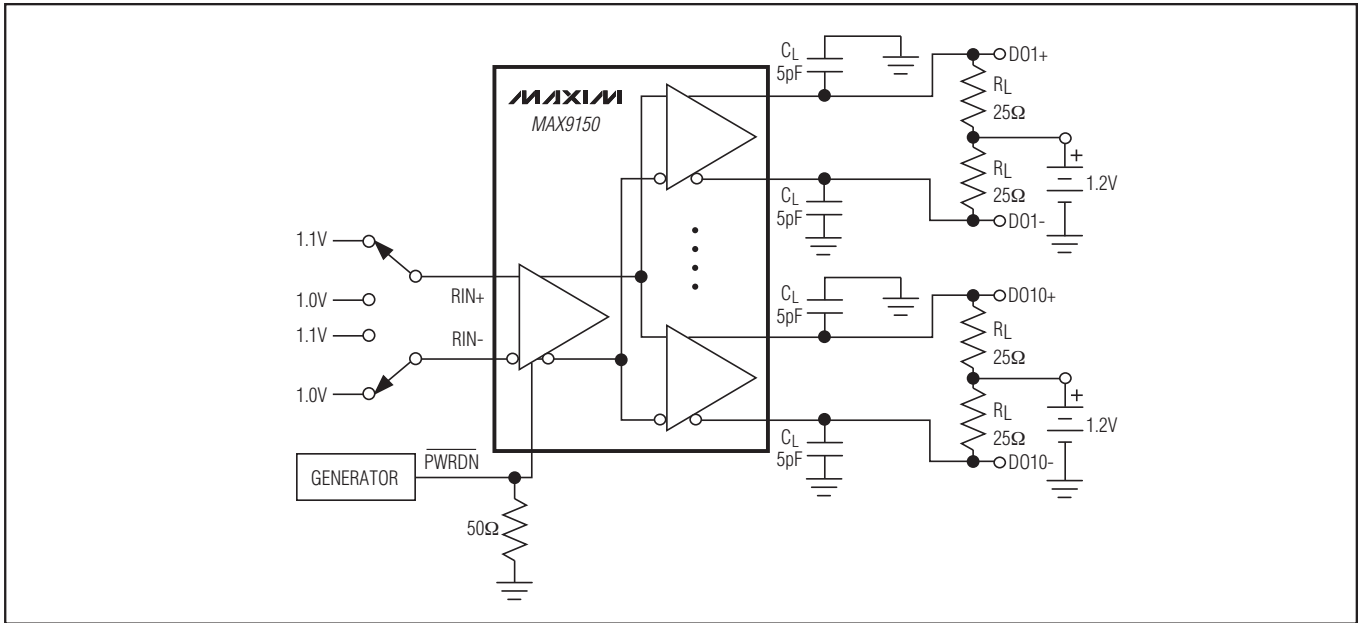 CL
5pF
DO1+
RL
25Ω
MAXIM
MAX9150
RL
25Ω
+
1.2V
CL
5pF
DO1-
1.1V
1.0V
RIN+
1.1V
RIN-
1.0V
CL
5pF
DO10+
RL
25Ω
RL
25Ω
+
1.2V
CL
5pF
DO10-
GENERATOR
PWRDN
50Ω